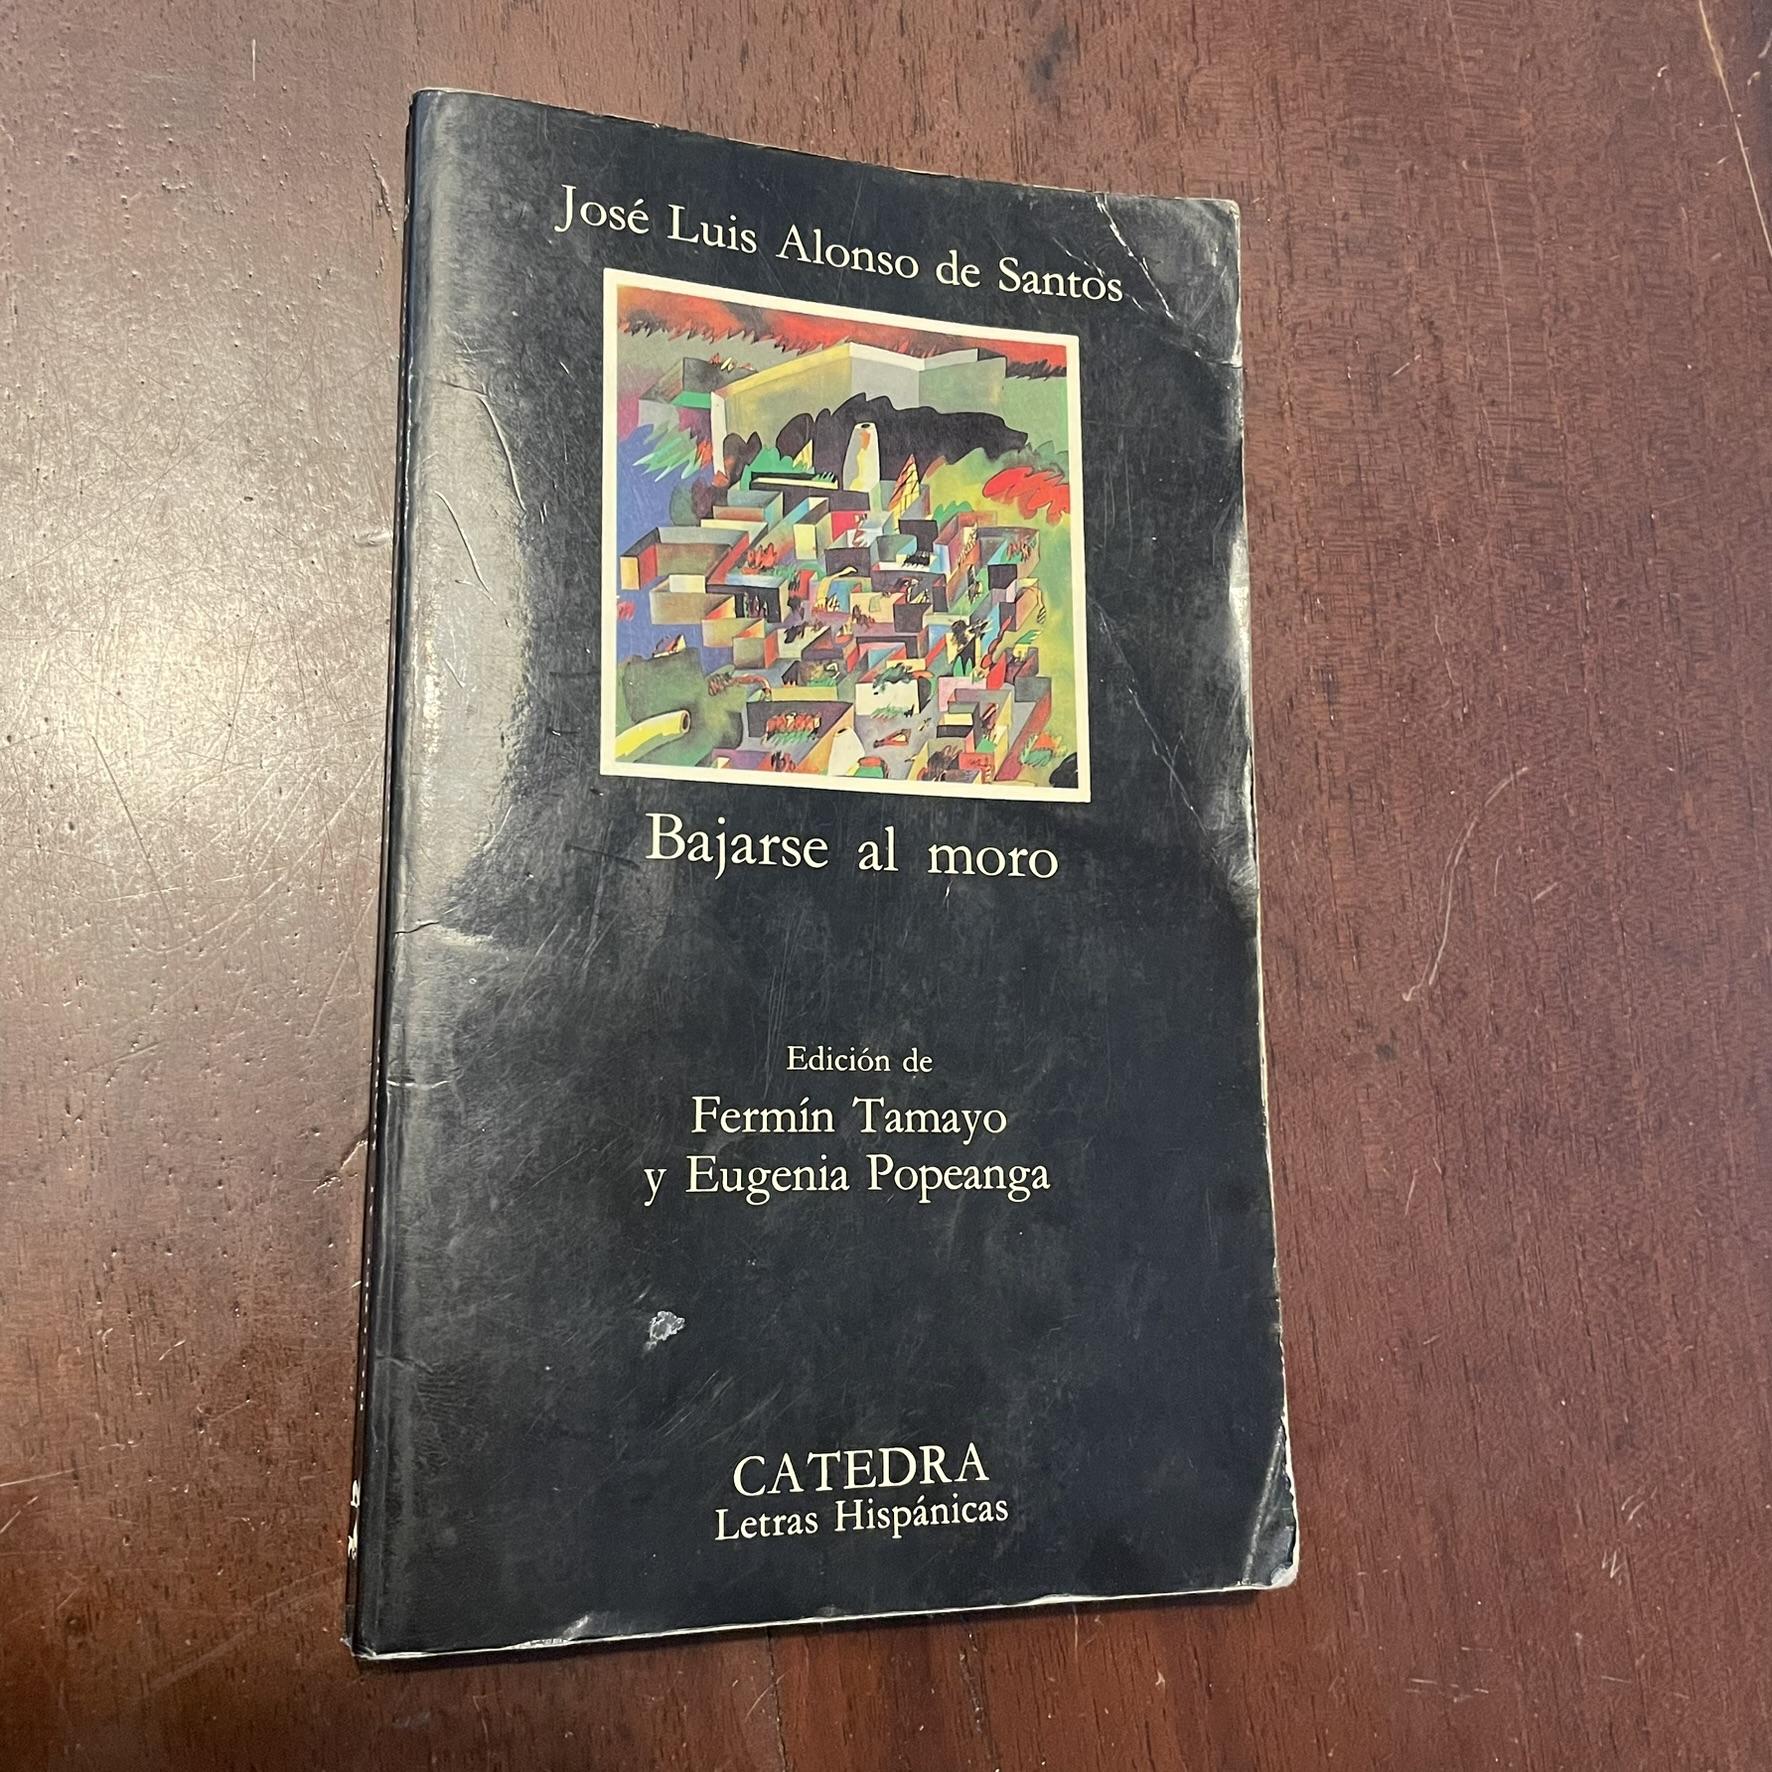 José Luis Alonso de Santos
Bajarse al moro
Edición de
Fermín Tamayo
y Eugenia Popeanga
CATEDRA
Letras Hispánicas